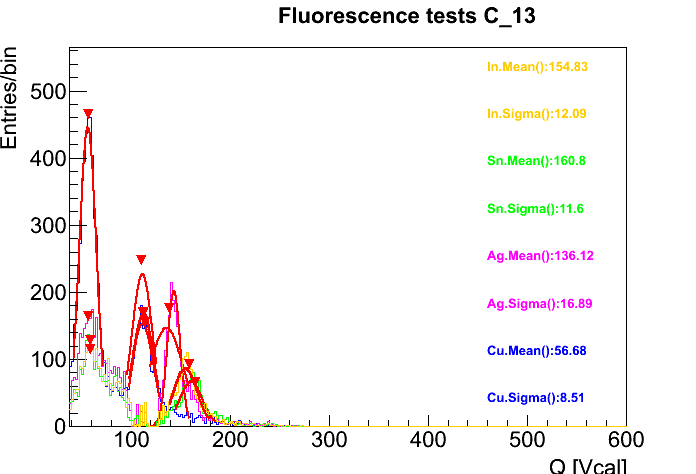 Fluorescence tests C_13
Entries/bin
500
400
300
200
100
0
100
200
300
400
500
600
Q [Vcal]
In.Mean():154.83
In.Sigma():12.09
Sn.Mean():160.8
Sn.Sigma():11.6
Ag.Mean():136.12
Ag.Sigma():16.89
Cu.Mean():56.68
Cu.Sigma():8.51